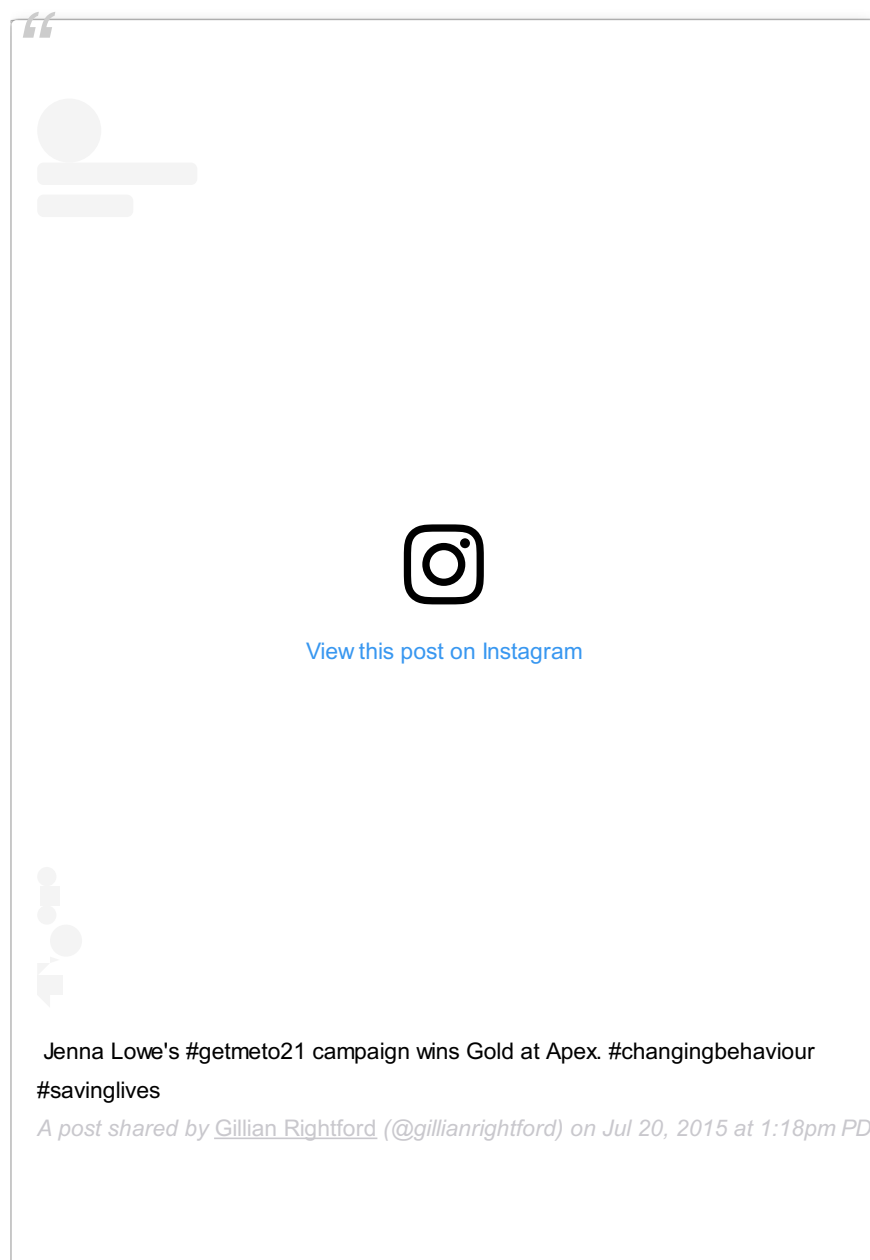 “
View this post on Instagram
Jenna Lowe's #getmeto21 campaign wins Gold at Apex. #changingbehaviour
#savinglives
A post shared by Gillian Rightford (@gillianrightford) on Jul 20, 2015 at 1:18pm PD